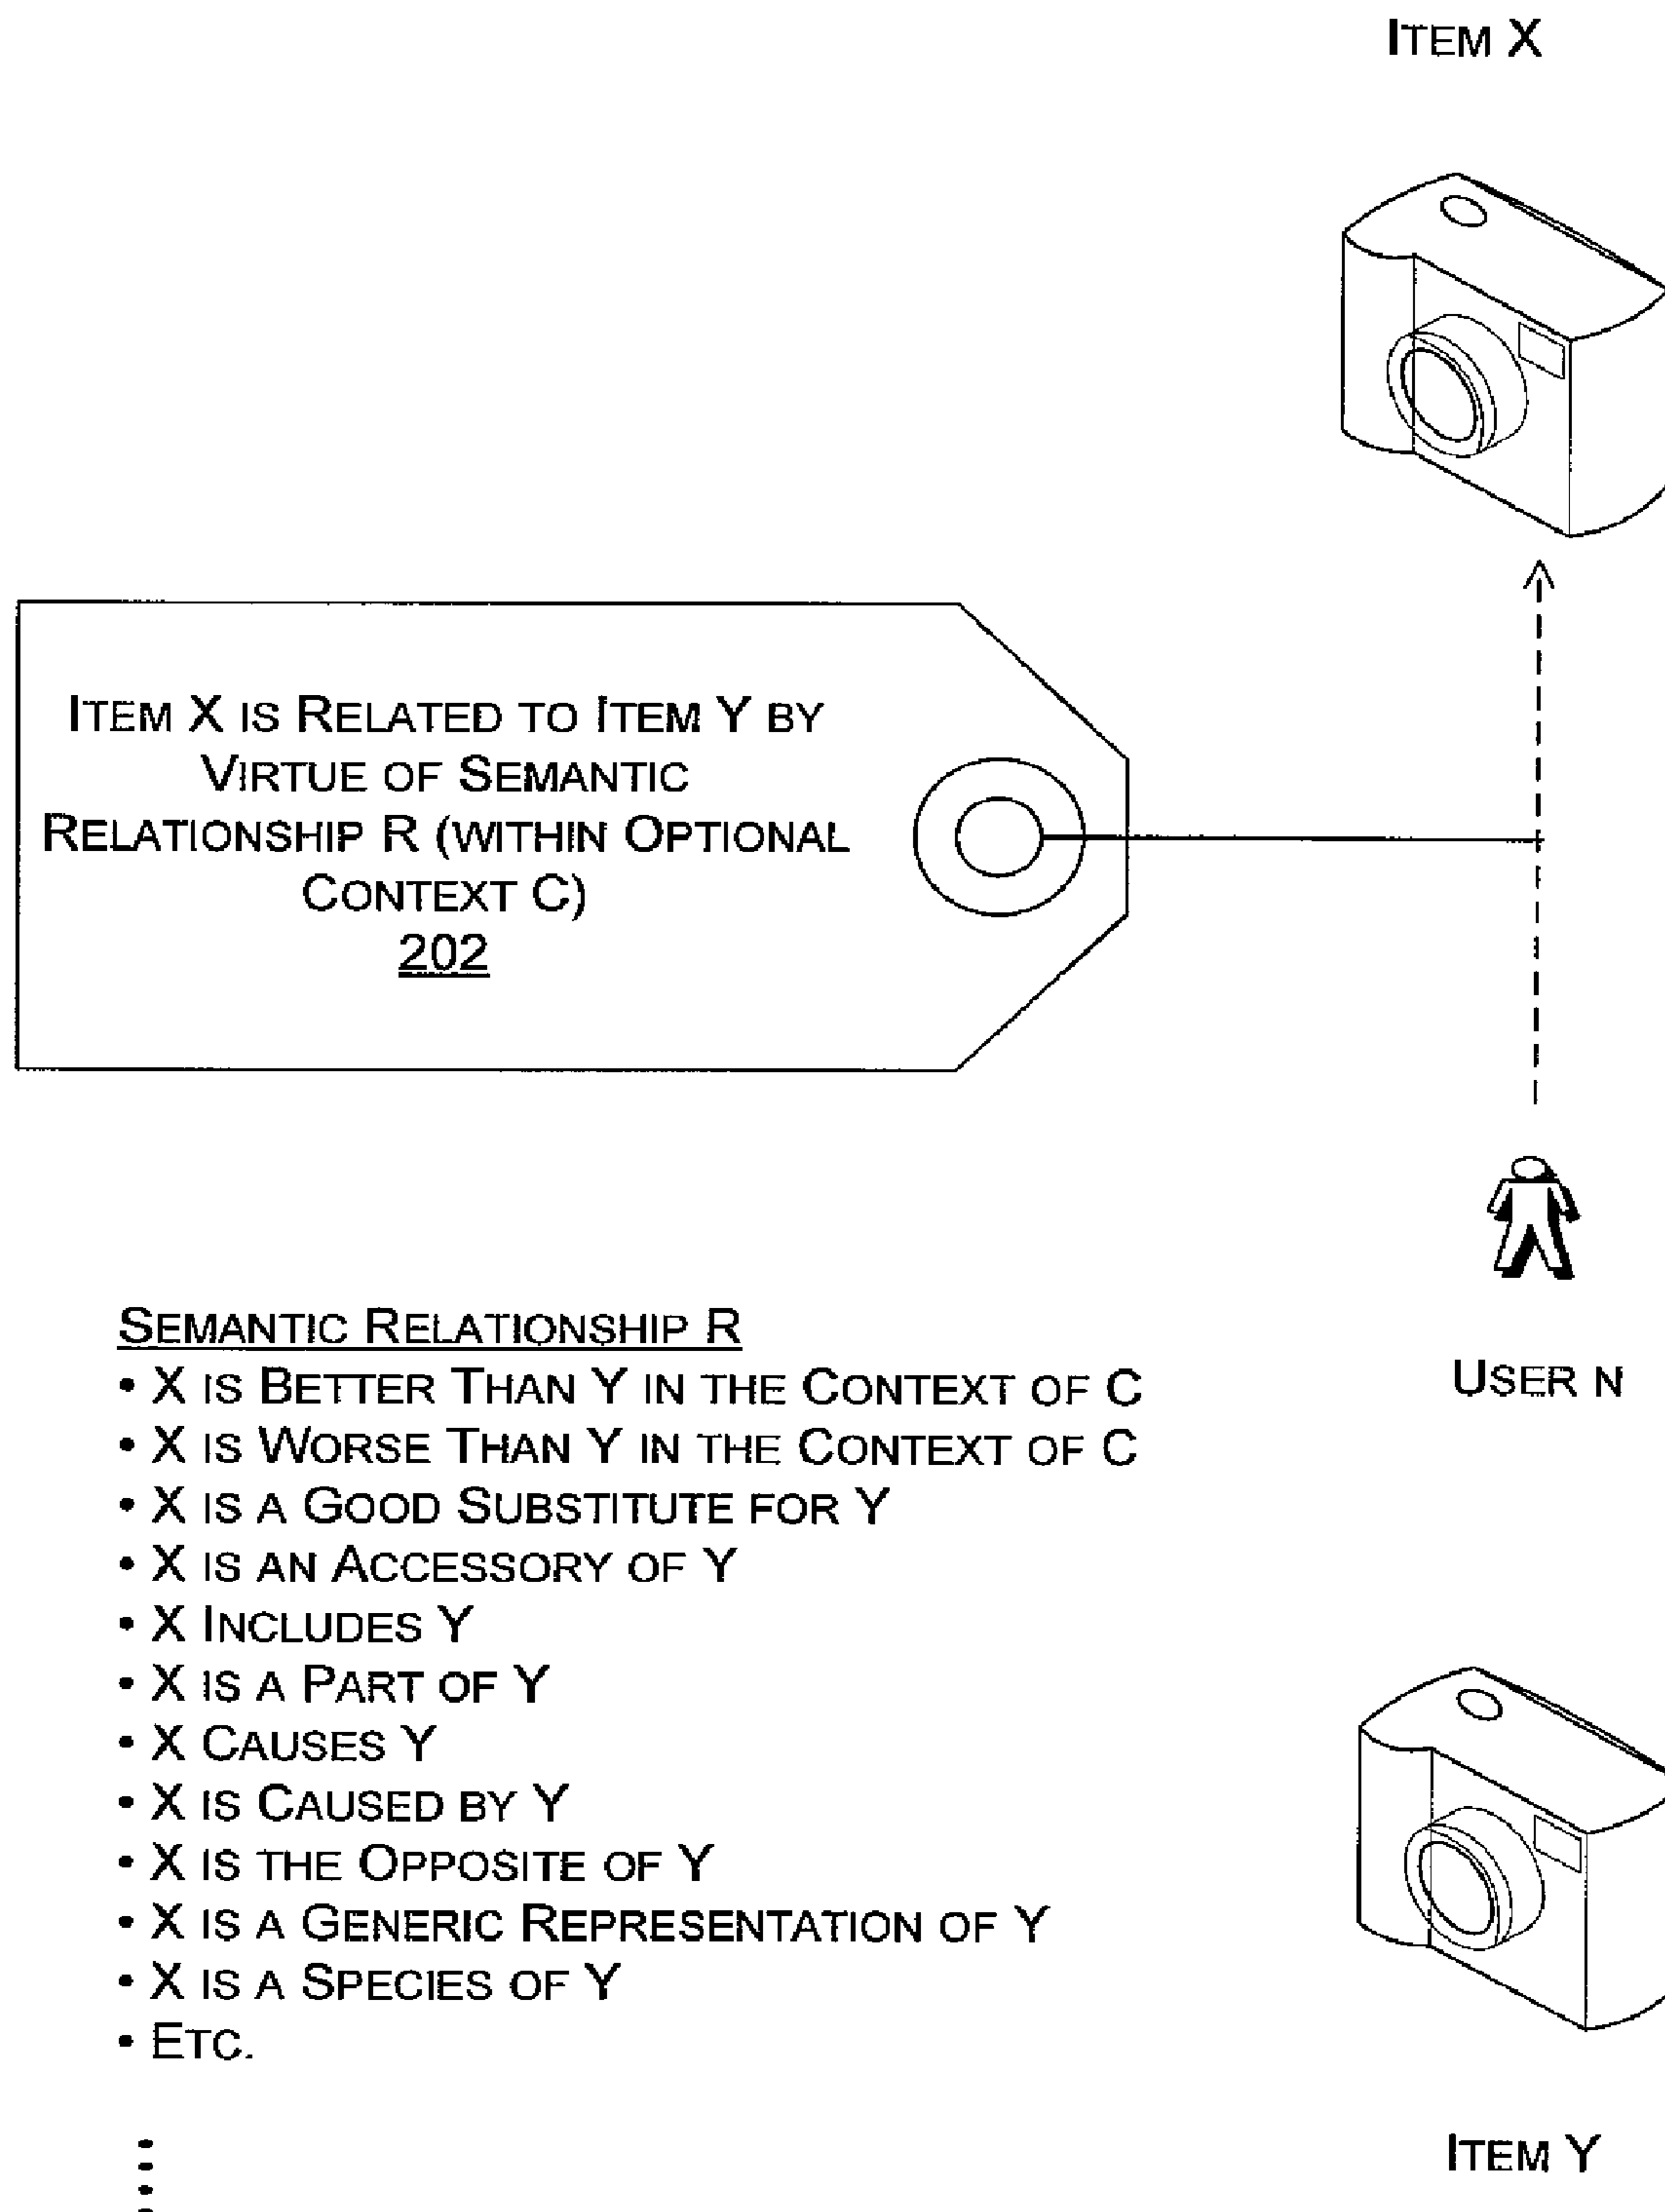 ITEM X
ITEM X IS RELATED TO ITEM Y BY
VIRTUE OF SEMANTIC
RELATIONSHIP R (WITHIN OPTIONAL
CONTEXT C)
202
USER N
SEMANTIC RELATIONSHIP R
• X IS BETTER THAN Y IN THE CONTEXT OF C
• X IS WORSE THAN Y IN THE CONTEXT OF C
• X IS A GOOD SUBSTITUTE FOR Y
• X IS AN ACCESSORY OF Y
• X INCLUDES Y
• X IS A PART OF Y
• X CAUSES Y
• X IS CAUSED BY Y
• X IS THE OPPOSITE OF Y
• X IS A GENERIC REPRESENTATION OF Y
• X IS A SPECIES OF Y
• ETC.
ITEM Y